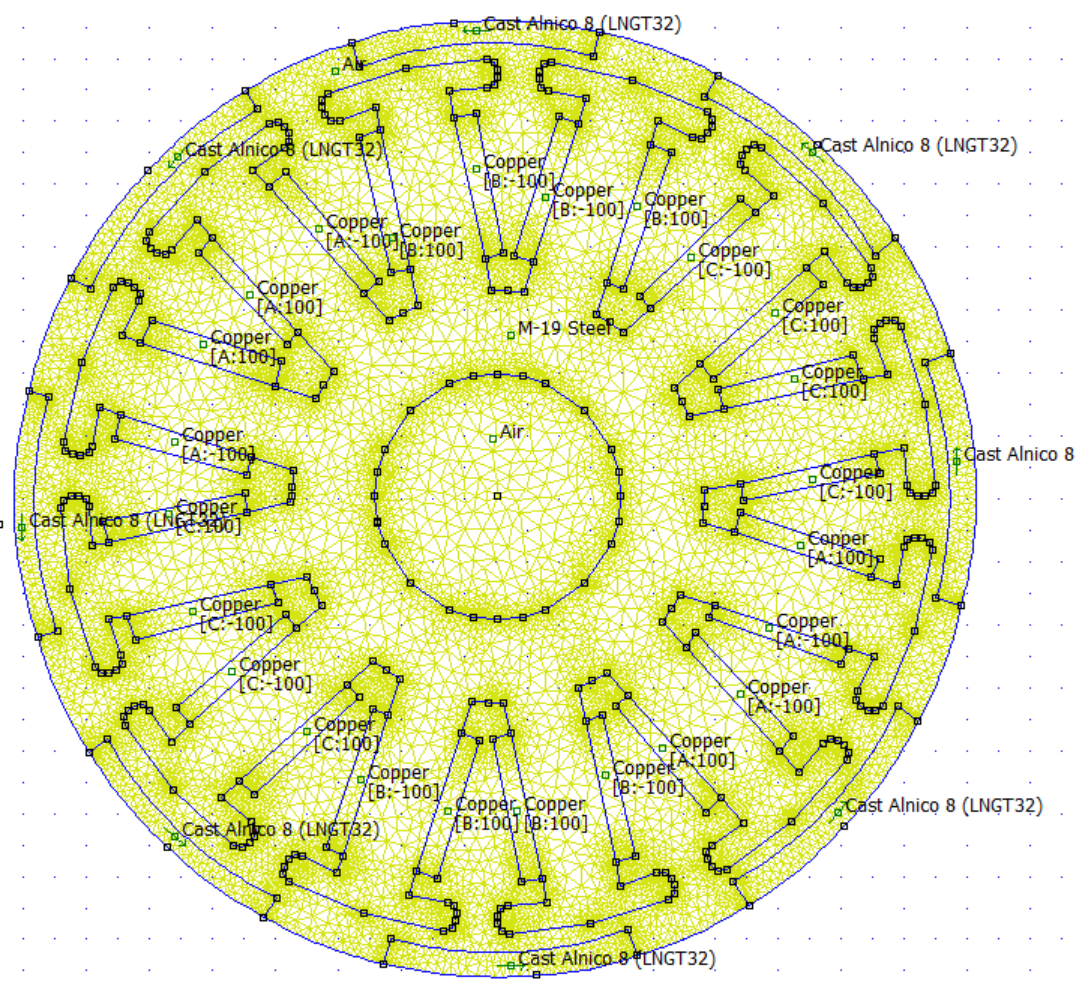 Cast Alnico 8 (LNGT32)
Air
Cast Alnico 8 (LNGT32)
Cast Alnico 8 (LNGT32)
Copper
[B:-100]
Copper
[B:-100]
Copper
[B:100]
Copper
[A:-100]
Copper
[B:100]
Copper
[C:-100]
Copper
[A:100]
Copper
[C:100]
M-19 Steel
Copper
[A:100]
Copper
[C:100]
Air
Copper
[A:-100]
Cast Alnico 8
Copper
[C:-100]
Copper
[C:100]
Cast Alnico 8 (LNGT32)
Copper
[A:100]
Copper
[C:-100]
Copper
[A:-100]
Copper
[C:-100]
Copper
[A:-100]
Copper
[C:100]
Copper
[A:100]
Copper
[B:-100]
Copper
[B:-100]
Copper
[B:100]
Copper
[B:100]
Cast Alnico 8 (LNGT32)
Cast Alnico 8 (LNGT32)
Cast Alnico 8 (LNGT32)